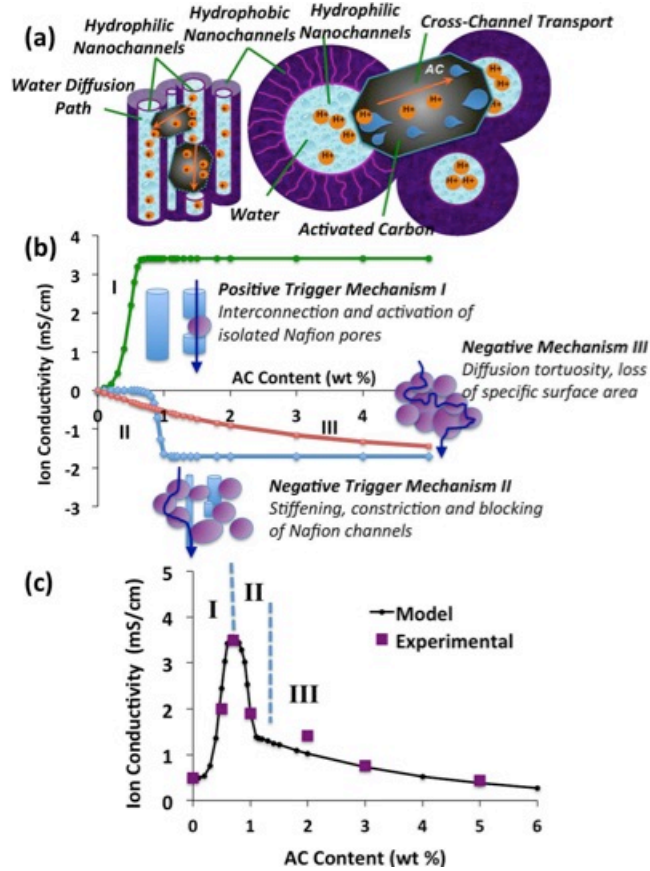 (a)
Hydrophilic
Nanochannels
Hydrophobic
Nanochannels
Hydrophilic
Nanochannels
Cross-Channel Transport
Water Diffusion
Path
AC
H+
H+
H+
H+
H+
H+
H+
H+
H+
H+
H+
H+
H+
Water
Activated Carbon
(b)
Ion Conductivity (mS/cm)
4
3
2
1
0
-1
-2
-3
I
Positive Trigger Mechanism I
Interconnection and activation of
isolated Nafion pores
Negative Mechanism III
Diffusion tortuosity, loss
of specific surface area
AC Content (wt %)
0
1
2
3
4
II
III
Negative Trigger Mechanism II
Stiffening, constriction and blocking
of Nafion channels
(c)
Ion Conductivity (mS/cm)
5
4
3
2
1
0
I
II
III
Model
Experimental
0
1
2
3
4
5
6
AC Content (wt %)